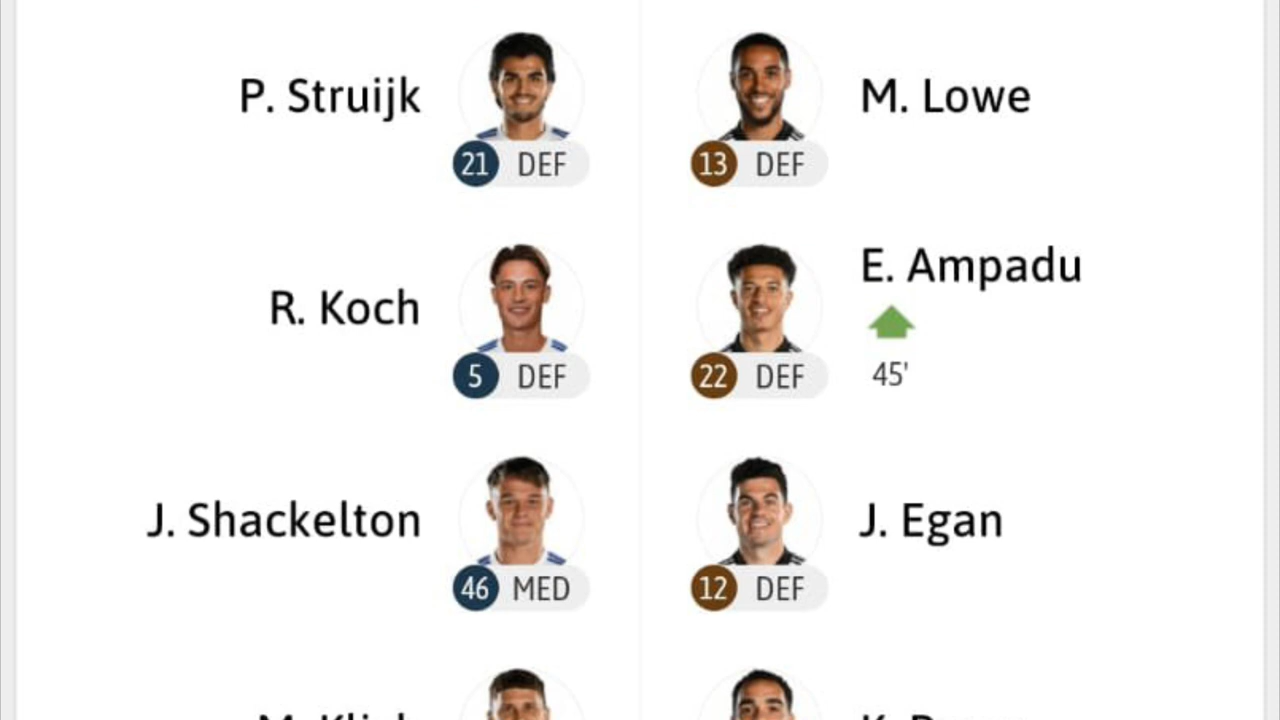 P. Struijk
21 DEF
M. Lowe
13 DEF
R. Koch
5 DEF
E. Ampadu
45'
22 DEF
J. Shackelton
46 MED
J. Egan
12 DEF